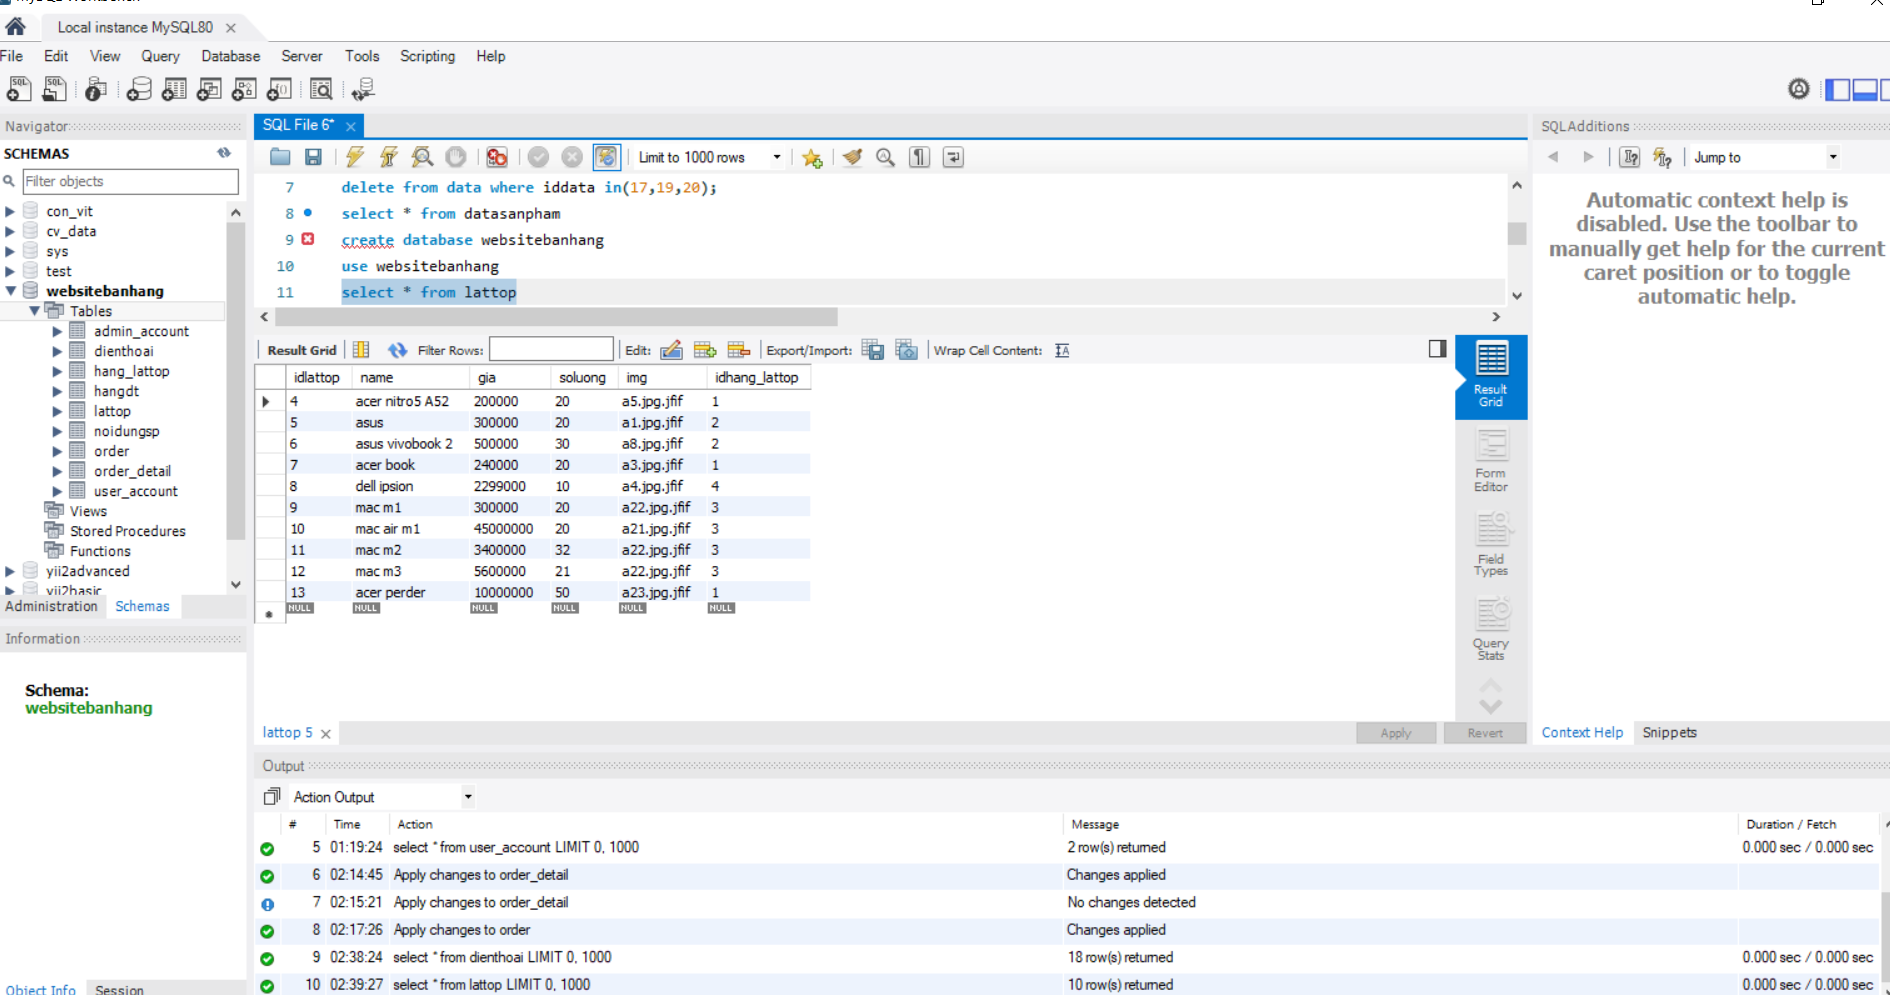 MySQL Workbench
Local instance MySQL80
File Edit View Query Database Server Tools Scripting Help
Navigator
SCHEMAS
Filter objects
con_vit
cv_data
sys
test
websitebanhang
Tables
admin_account
dienthoai
hang_lattop
hangdt
lattop
noidungsp
order
order_detail
user_account
Views
Stored Procedures
Functions
yii2advanced
yii2basic
Administration Schemas
Information
Schema:
websitebanhang
Object Info Session
SQL File 6*
Limit to 1000 rows
7 delete from data where iddata in(17,19,20);
8 select * from datasanpham
9 create database websitebanhang
10 use websitebanhang
11 select * from lattop
Result Grid Filter Rows: Edit: Export/Import: Wrap Cell Content:
idlattop name gia soluong img idhang_lattop
4 acer nitro5 A52 200000 20 a5.jpg.jfif 1
5 asus 300000 20 a1.jpg.jfif 2
6 asus vivobook 2 500000 30 a8.jpg.jfif 2
7 acer book 240000 20 a3.jpg.jfif 1
8 dell ipsion 2299000 10 a4.jpg.jfif 4
9 mac m1 300000 20 a22.jpg.jfif 3
10 mac air m1 45000000 20 a21.jpg.jfif 3
11 mac m2 3400000 32 a22.jpg.jfif 3
12 mac m3 5600000 21 a22.jpg.jfif 3
13 acer perder 10000000 50 a23.jpg.jfif 1
NULL NULL NULL NULL NULL NULL
Result
Grid
Form
Editor
Field
Types
Query
Stats
lattop 5
Apply Revert
SQLAdditions
Jump to
Automatic context help is
disabled. Use the toolbar to
manually get help for the current
caret position or to toggle
automatic help.
Context Help Snippets
Output
Action Output
# Time Action Message Duration / Fetch
5 01:19:24 select * from user_account LIMIT 0, 1000 2 row(s) returned 0.000 sec / 0.000 sec
6 02:14:45 Apply changes to order_detail Changes applied
7 02:15:21 Apply changes to order_detail No changes detected
8 02:17:26 Apply changes to order Changes applied
9 02:38:24 select * from dienthoai LIMIT 0, 1000 18 row(s) returned 0.000 sec / 0.000 sec
10 02:39:27 select * from lattop LIMIT 0, 1000 10 row(s) returned 0.000 sec / 0.000 sec